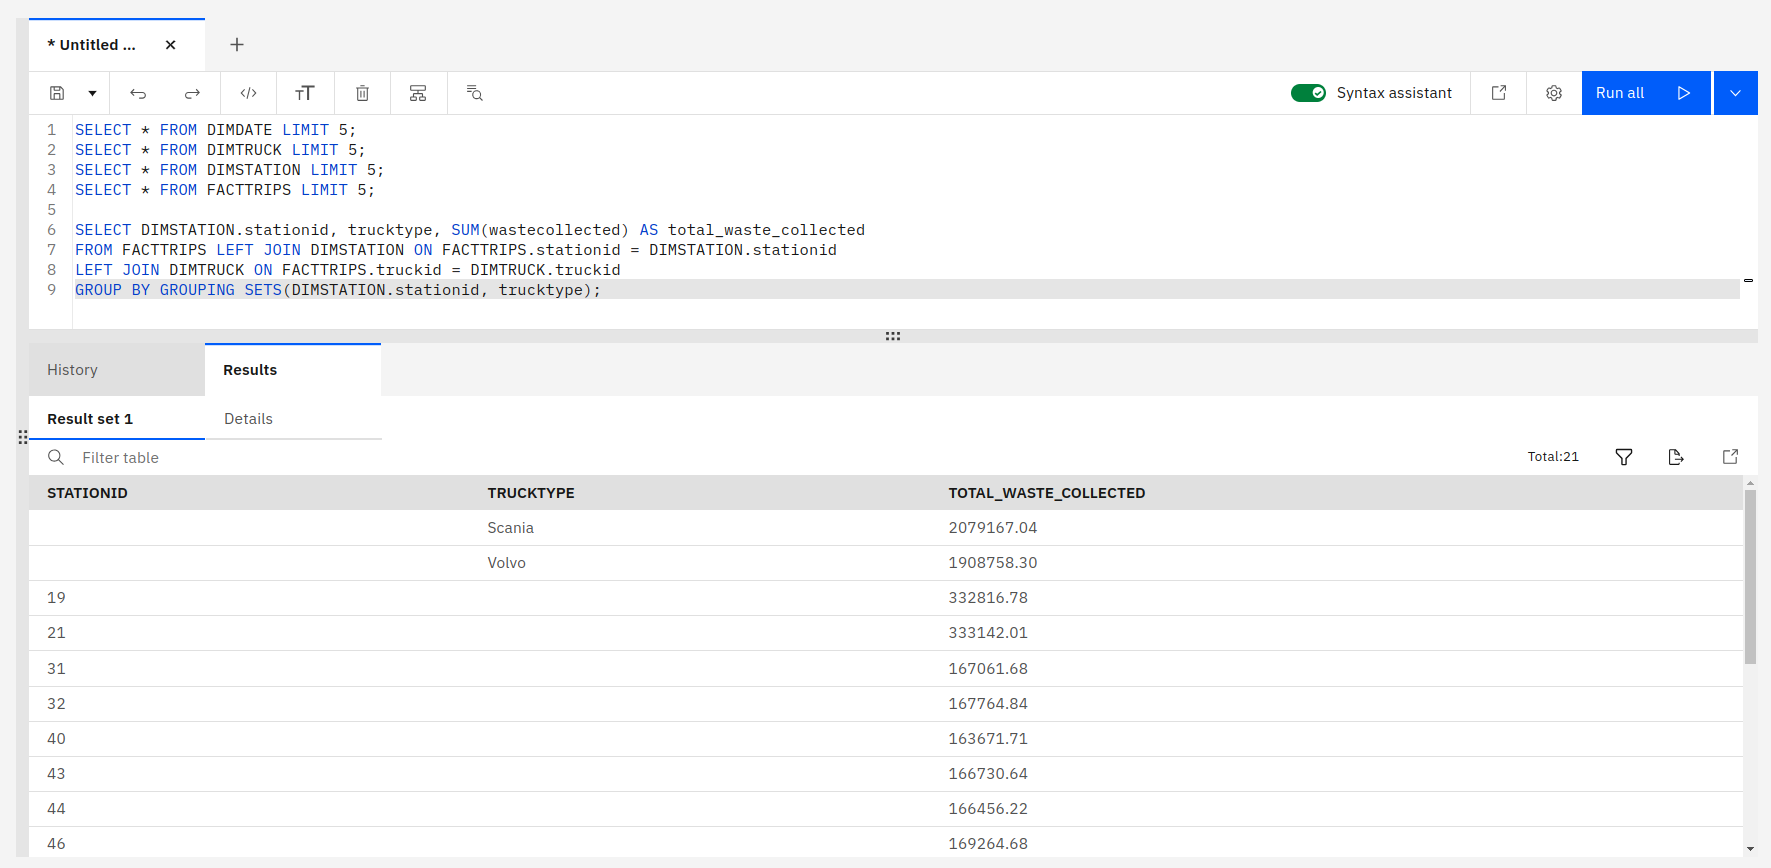 * Untitled ...
Syntax assistant
Run all
1 SELECT * FROM DIMDATE LIMIT 5;
2 SELECT * FROM DIMTRUCK LIMIT 5;
3 SELECT * FROM DIMSTATION LIMIT 5;
4 SELECT * FROM FACTTRIPS LIMIT 5;
5
6 SELECT DIMSTATION.stationid, trucktype, SUM(wastecollected) AS total_waste_collected
7 FROM FACTTRIPS LEFT JOIN DIMSTATION ON FACTTRIPS.stationid = DIMSTATION.stationid
8 LEFT JOIN DIMTRUCK ON FACTTRIPS.truckid = DIMTRUCK.truckid
9 GROUP BY GROUPING SETS(DIMSTATION.stationid, trucktype);
History Results
Result set 1 Details
Filter table Total:21
STATIONID TRUCKTYPE TOTAL_WASTE_COLLECTED
Scania 2079167.04
Volvo 1908758.30
19 332816.78
21 333142.01
31 167061.68
32 167764.84
40 163671.71
43 166730.64
44 166456.22
46 169264.68